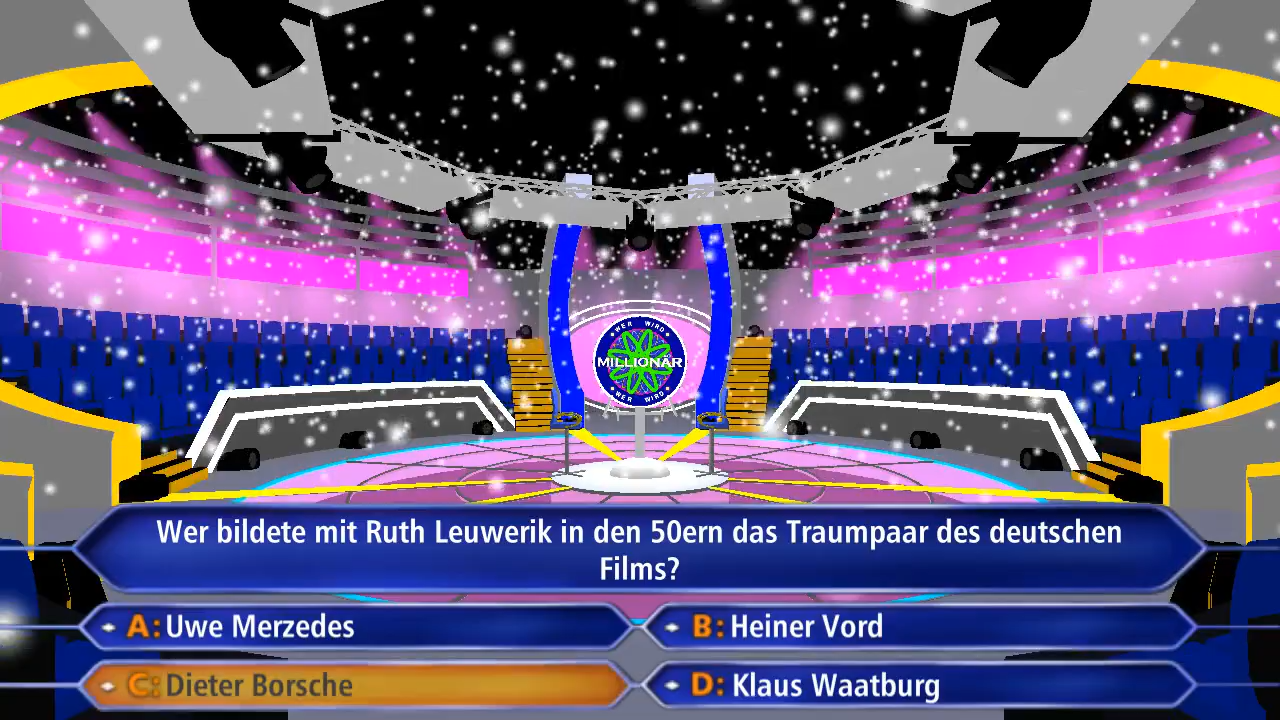 WER WIRD
MILLIONÄR
WER WIRD
Wer bildete mit Ruth Leuwerik in den 50ern das Traumpaar des deutschen
Films?
A: Uwe Merzedes
B: Heiner Vord
C: Dieter Borsche
D: Klaus Waatburg